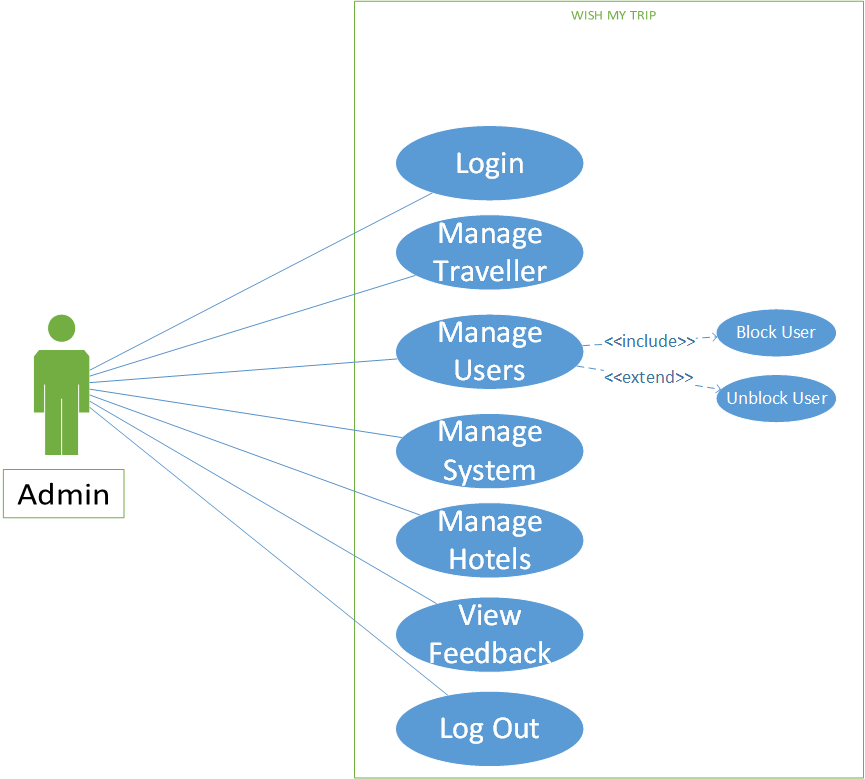 WISH MY TRIP
Login
Manage
Traveller
Manage
Users
<<include>>
Block User
<<extend>>
Unblock User
Manage
System
Manage
Hotels
View
Feedback
Log Out
Admin